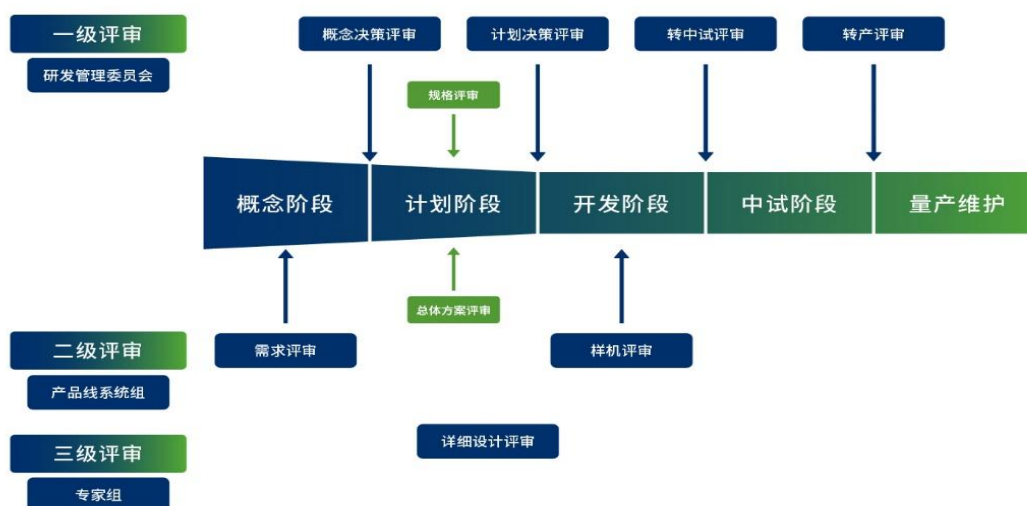 一级评审
研发管理委员会
概念决策评审
计划决策评审
转中试评审
转产评审
规格评审
概念阶段
计划阶段
开发阶段
中试阶段
量产维护
总体方案评审
二级评审
产品线系统组
需求评审
样机评审
三级评审
专家组
详细设计评审